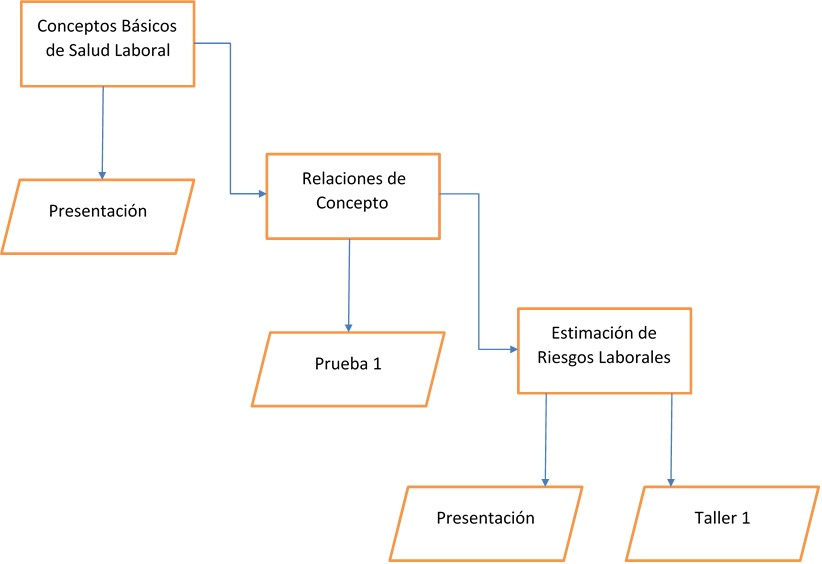 Conceptos Básicos
de Salud Laboral
Presentación
Relaciones de
Concepto
Prueba 1
Estimación de
Riesgos Laborales
Presentación
Taller 1